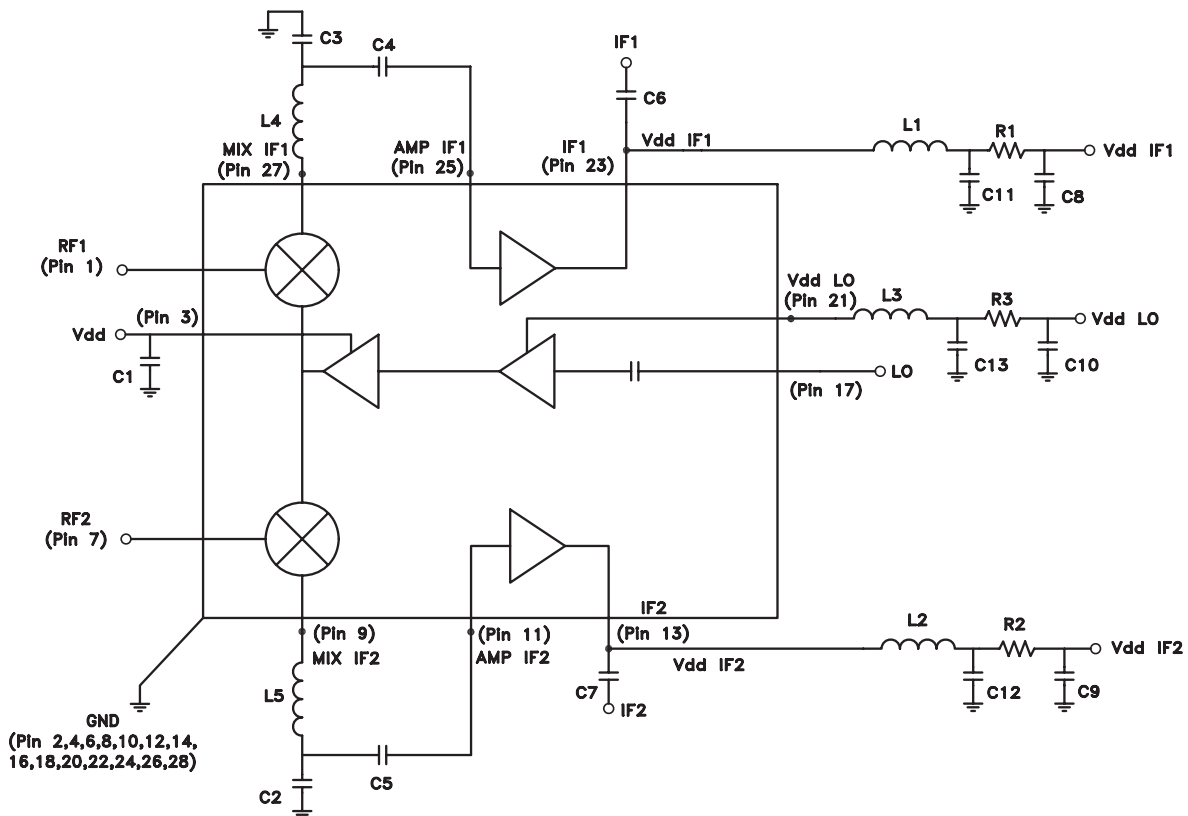 C3
C4
IF1
C6
L4
MIX IF1
(Pin 27)
AMP IF1
(Pin 25)
IF1
(Pin 23)
Vdd IF1
L1
R1
Vdd IF1
C11
C8
RF1
(Pin 1)
Vdd LO
(Pin 21)
L3
R3
Vdd LO
(Pin 3)
Vdd
C1
C13
C10
LO
(Pin 17)
RF2
(Pin 7)
IF2
(Pin 9)
MIX IF2
(Pin 11)
AMP IF2
(Pin 13)
Vdd IF2
L2
R2
Vdd IF2
L5
C7
IF2
C12
C9
GND
(Pin 2,4,6,8,10,12,14,
16,18,20,22,24,26,28)
C5
C2